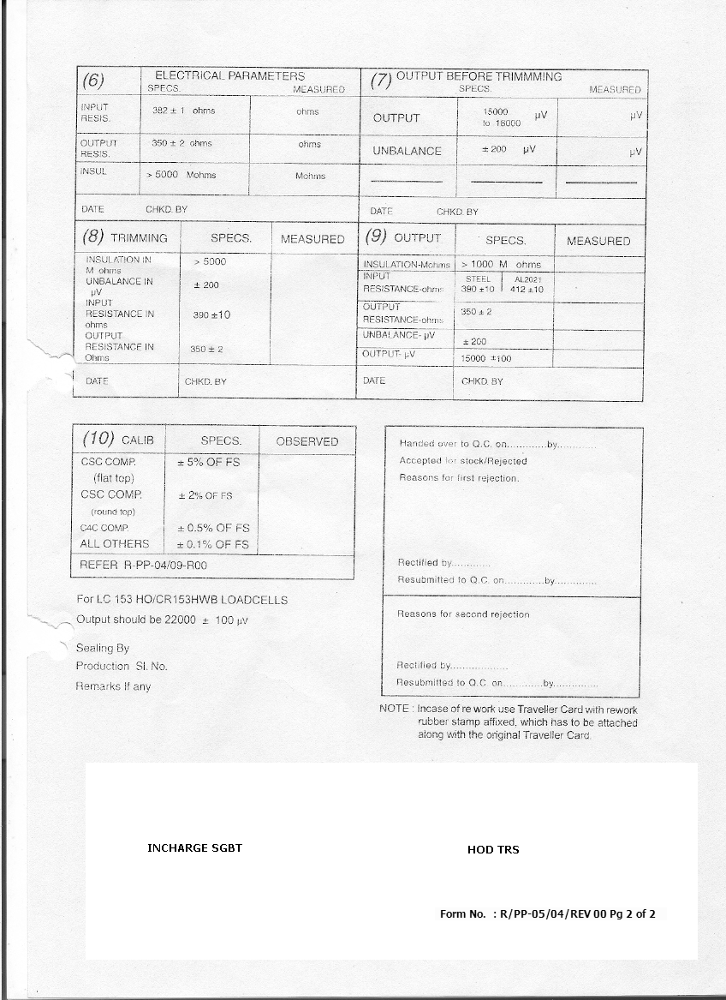 (6) ELECTRICAL PARAMETERS
SPECS. MEASURED
INPUT RESIS. 382 ± 1 ohms ohms
OUTPUT RESIS. 350 ± 2 ohms ohms
INSUL > 5000 Mohms Mohms
DATE CHKD. BY
(7) OUTPUT BEFORE TRIMMMING
SPECS. MEASURED
OUTPUT 15000 to 16000 μV μV
UNBALANCE ± 200 μV μV
DATE CHKD. BY
(8) TRIMMING SPECS. MEASURED
INSULATION IN M ohms > 5000
UNBALANCE IN μV ± 200
INPUT RESISTANCE IN ohms 390 ±10
OUTPUT RESISTANCE IN Ohms 350 ± 2
DATE CHKD. BY
(9) OUTPUT SPECS. MEASURED
INSULATION-Mohms > 1000 M ohms
INPUT RESISTANCE-ohms STEEL 390 ±10 AL2021 412 ±10
OUTPUT RESISTANCE-ohms 350 ± 2
UNBALANCE- μV ± 200
OUTPUT- μV 15000 ±100
DATE CHKD. BY
(10) CALIB SPECS. OBSERVED
CSC COMP. ± 5% OF FS
(flat top)
CSC COMP. ± 2% OF FS
(round top)
C4C COMP. ± 0.5% OF FS
ALL OTHERS ± 0.1% OF FS
REFER R-PP-04/09-R00
For LC 153 HO/CR153HWB LOADCELLS
Output should be 22000 ± 100 μV
Sealing By
Production Sl. No.
Remarks If any
Handed over to Q.C. on.............by.............
Accepted for stock/Rejected
Reasons for first rejection.
Rectified by.............
Resubmitted to Q.C. on.............by..............
Reasons for second rejection
Rectified by...................
Resubmitted to Q.C. on.............by...............
NOTE : Incase of re work use Traveller Card with rework
rubber stamp affixed, which has to be attached
along with the original Traveller Card.
INCHARGE SGBT HOD TRS
Form No. : R/PP-05/04/REV 00 Pg 2 of 2